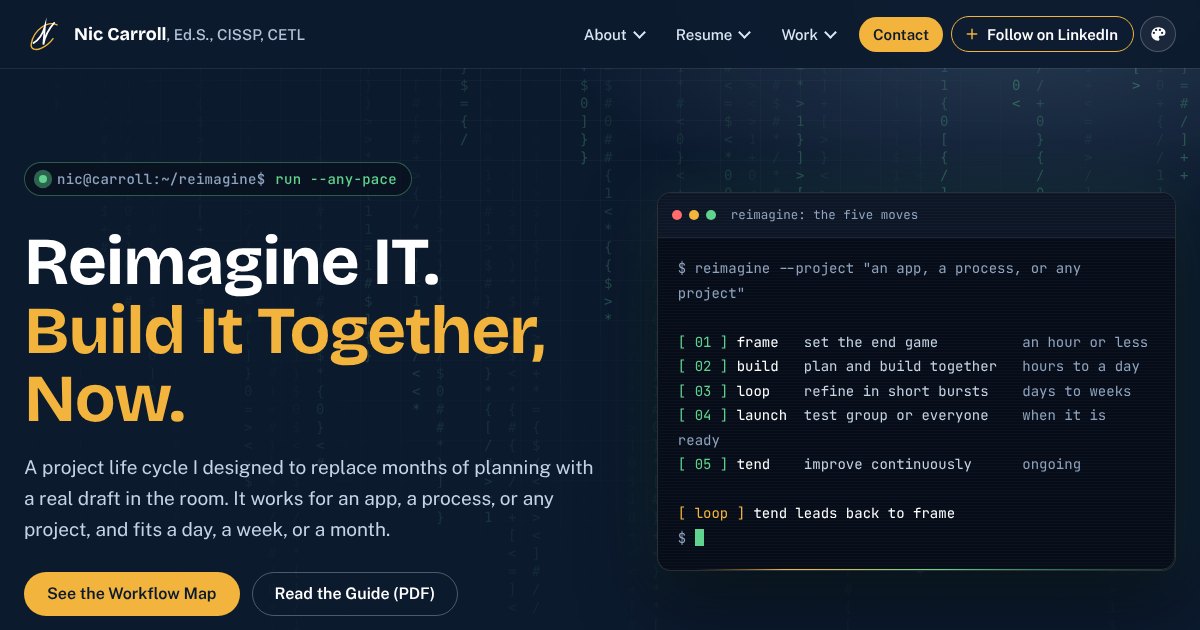 Nic Carroll, Ed.S., CISSP, CETL
About
Resume
Work
Contact
+ Follow on LinkedIn
nic@carroll:~/reimagine$ run --any-pace
Reimagine IT.
Build It Together,
Now.
A project life cycle I designed to replace months of planning with
a real draft in the room. It works for an app, a process, or any
project, and fits a day, a week, or a month.
See the Workflow Map
Read the Guide (PDF)
reimagine: the five moves
$ reimagine --project "an app, a process, or any
project"
[ 01 ] frame set the end game an hour or less
[ 02 ] build plan and build together hours to a day
[ 03 ] loop refine in short bursts days to weeks
[ 04 ] launch test group or everyone when it is
ready
[ 05 ] tend improve continuously ongoing
[ loop ] tend leads back to frame
$